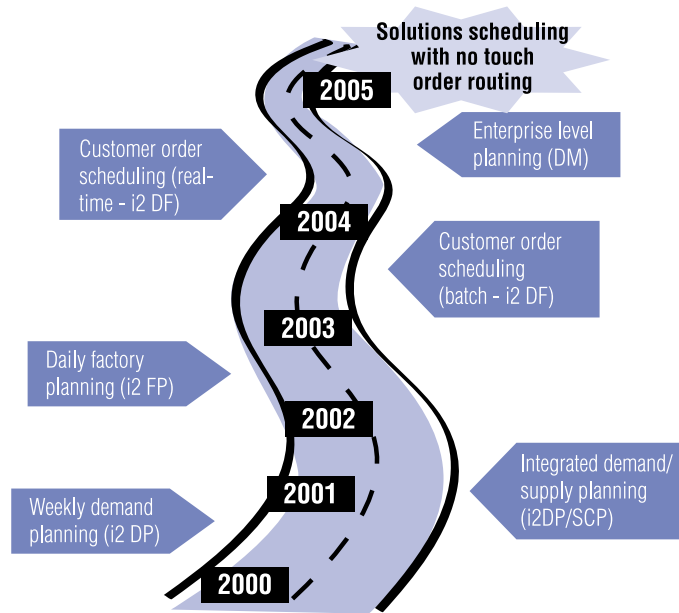 Solutions scheduling
with no touch
order routing
2005
Enterprise level
planning (DM)
Customer order
scheduling (real-
time - i2 DF)
2004
Customer order
scheduling
(batch - i2 DF)
2003
Daily factory
planning (i2 FP)
2002
Integrated demand/
supply planning
(i2DP/SCP)
2001
Weekly demand
planning (i2 DP)
2000